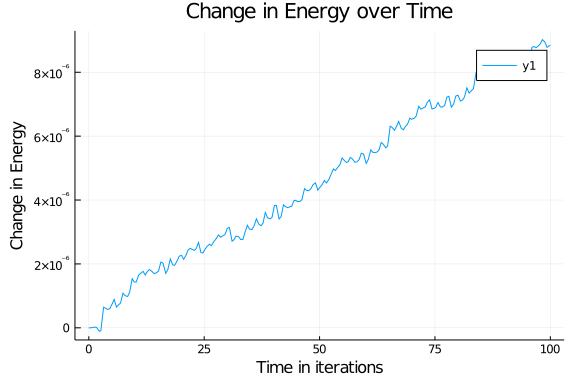 Change in Energy over Time
y1
Change in Energy
8×10⁻⁶
6×10⁻⁶
4×10⁻⁶
2×10⁻⁶
0
0 25 50 75 100
Time in iterations